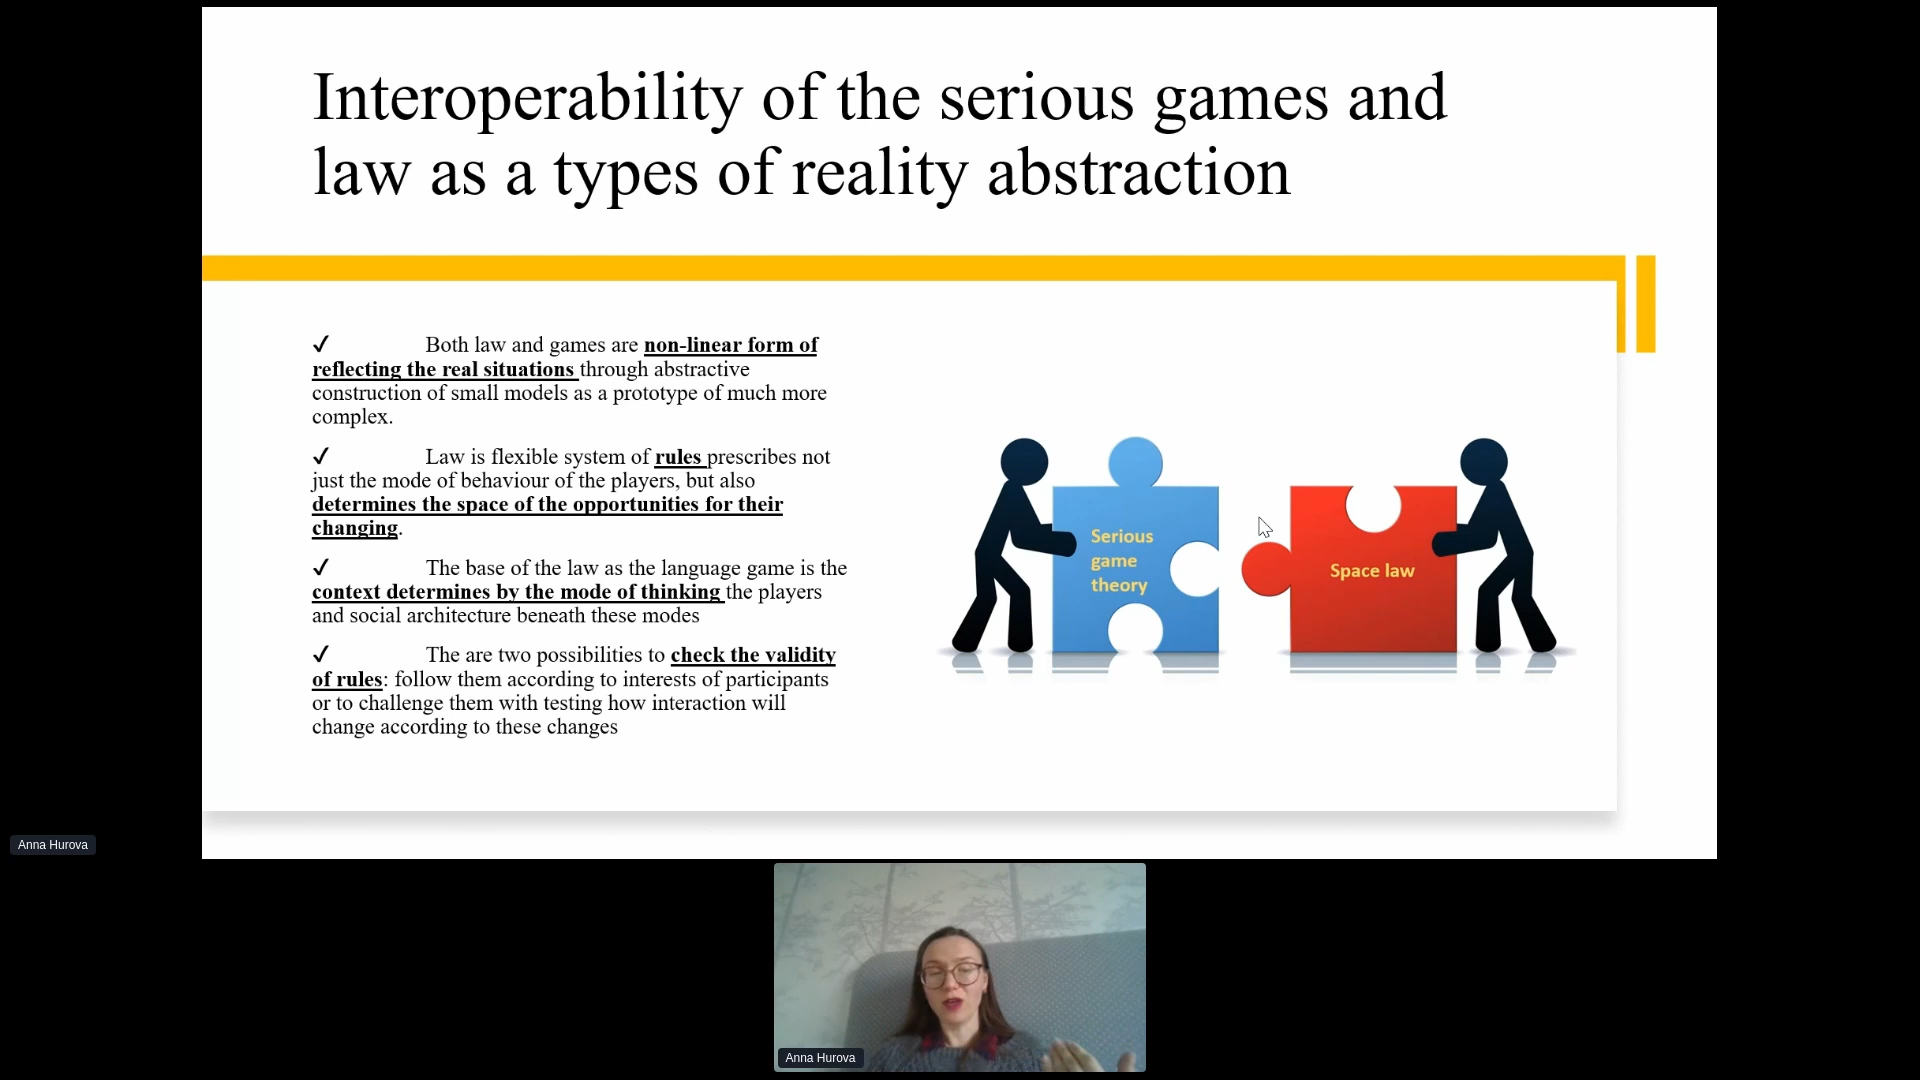 Interoperability of the serious games and
law as a types of reality abstraction
✓ Both law and games are non-linear form of
reflecting the real situations through abstractive
construction of small models as a prototype of much more
complex.
✓ Law is flexible system of rules prescribes not
just the mode of behaviour of the players, but also
determines the space of the opportunities for their
changing.
✓ The base of the law as the language game is the
context determines by the mode of thinking the players
and social architecture beneath these modes
✓ The are two possibilities to check the validity
of rules: follow them according to interests of participants
or to challenge them with testing how interaction will
change according to these changes
Serious
game
theory
Space law
Anna Hurova
Anna Hurova